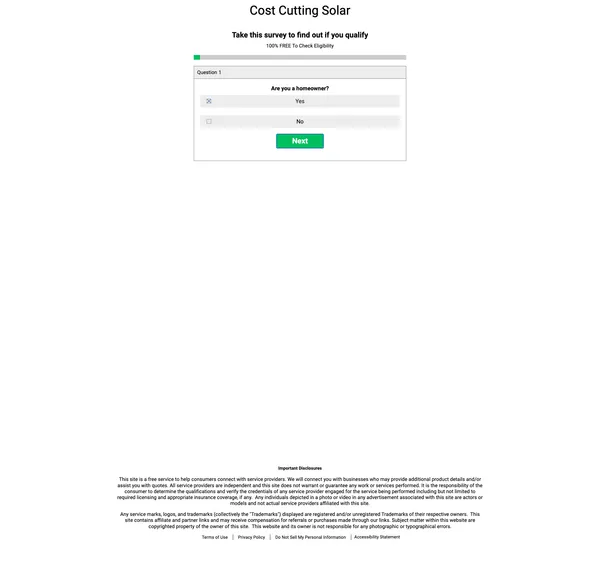 Cost Cutting Solar
Take this survey to find out if you qualify
100% FREE To Check Eligibility
Question 1
Are you a homeowner?
Yes
No
Next
Important Disclosures
This site is a free service to help consumers connect with service providers. We will connect you with businesses who may provide additional product details and/or
assist you with quotes. All service providers are independent and this site does not warrant or guarantee any work or services performed. It is the responsibility of the
consumer to determine the qualifications and verify the credentials of any service provider engaged for the service being performed including but not limited to
required licensing and appropriate insurance coverage, if any. Any individuals depicted in a photo or video in any advertisement associated with this site are actors or
models and not actual service providers affiliated with this site.
Any service marks, logos, and trademarks (collectively the "Trademarks") displayed are registered and/or unregistered Trademarks of their respective owners. This
site contains affiliate and partner links and may receive compensation for referrals or purchases made through our links. Subject matter within this website are
copyrighted property of the owner of this site. This website and its owner is not responsible for any photographic or typographical errors.
Terms of Use | Privacy Policy | Do Not Sell My Personal Information | Accessibility Statement